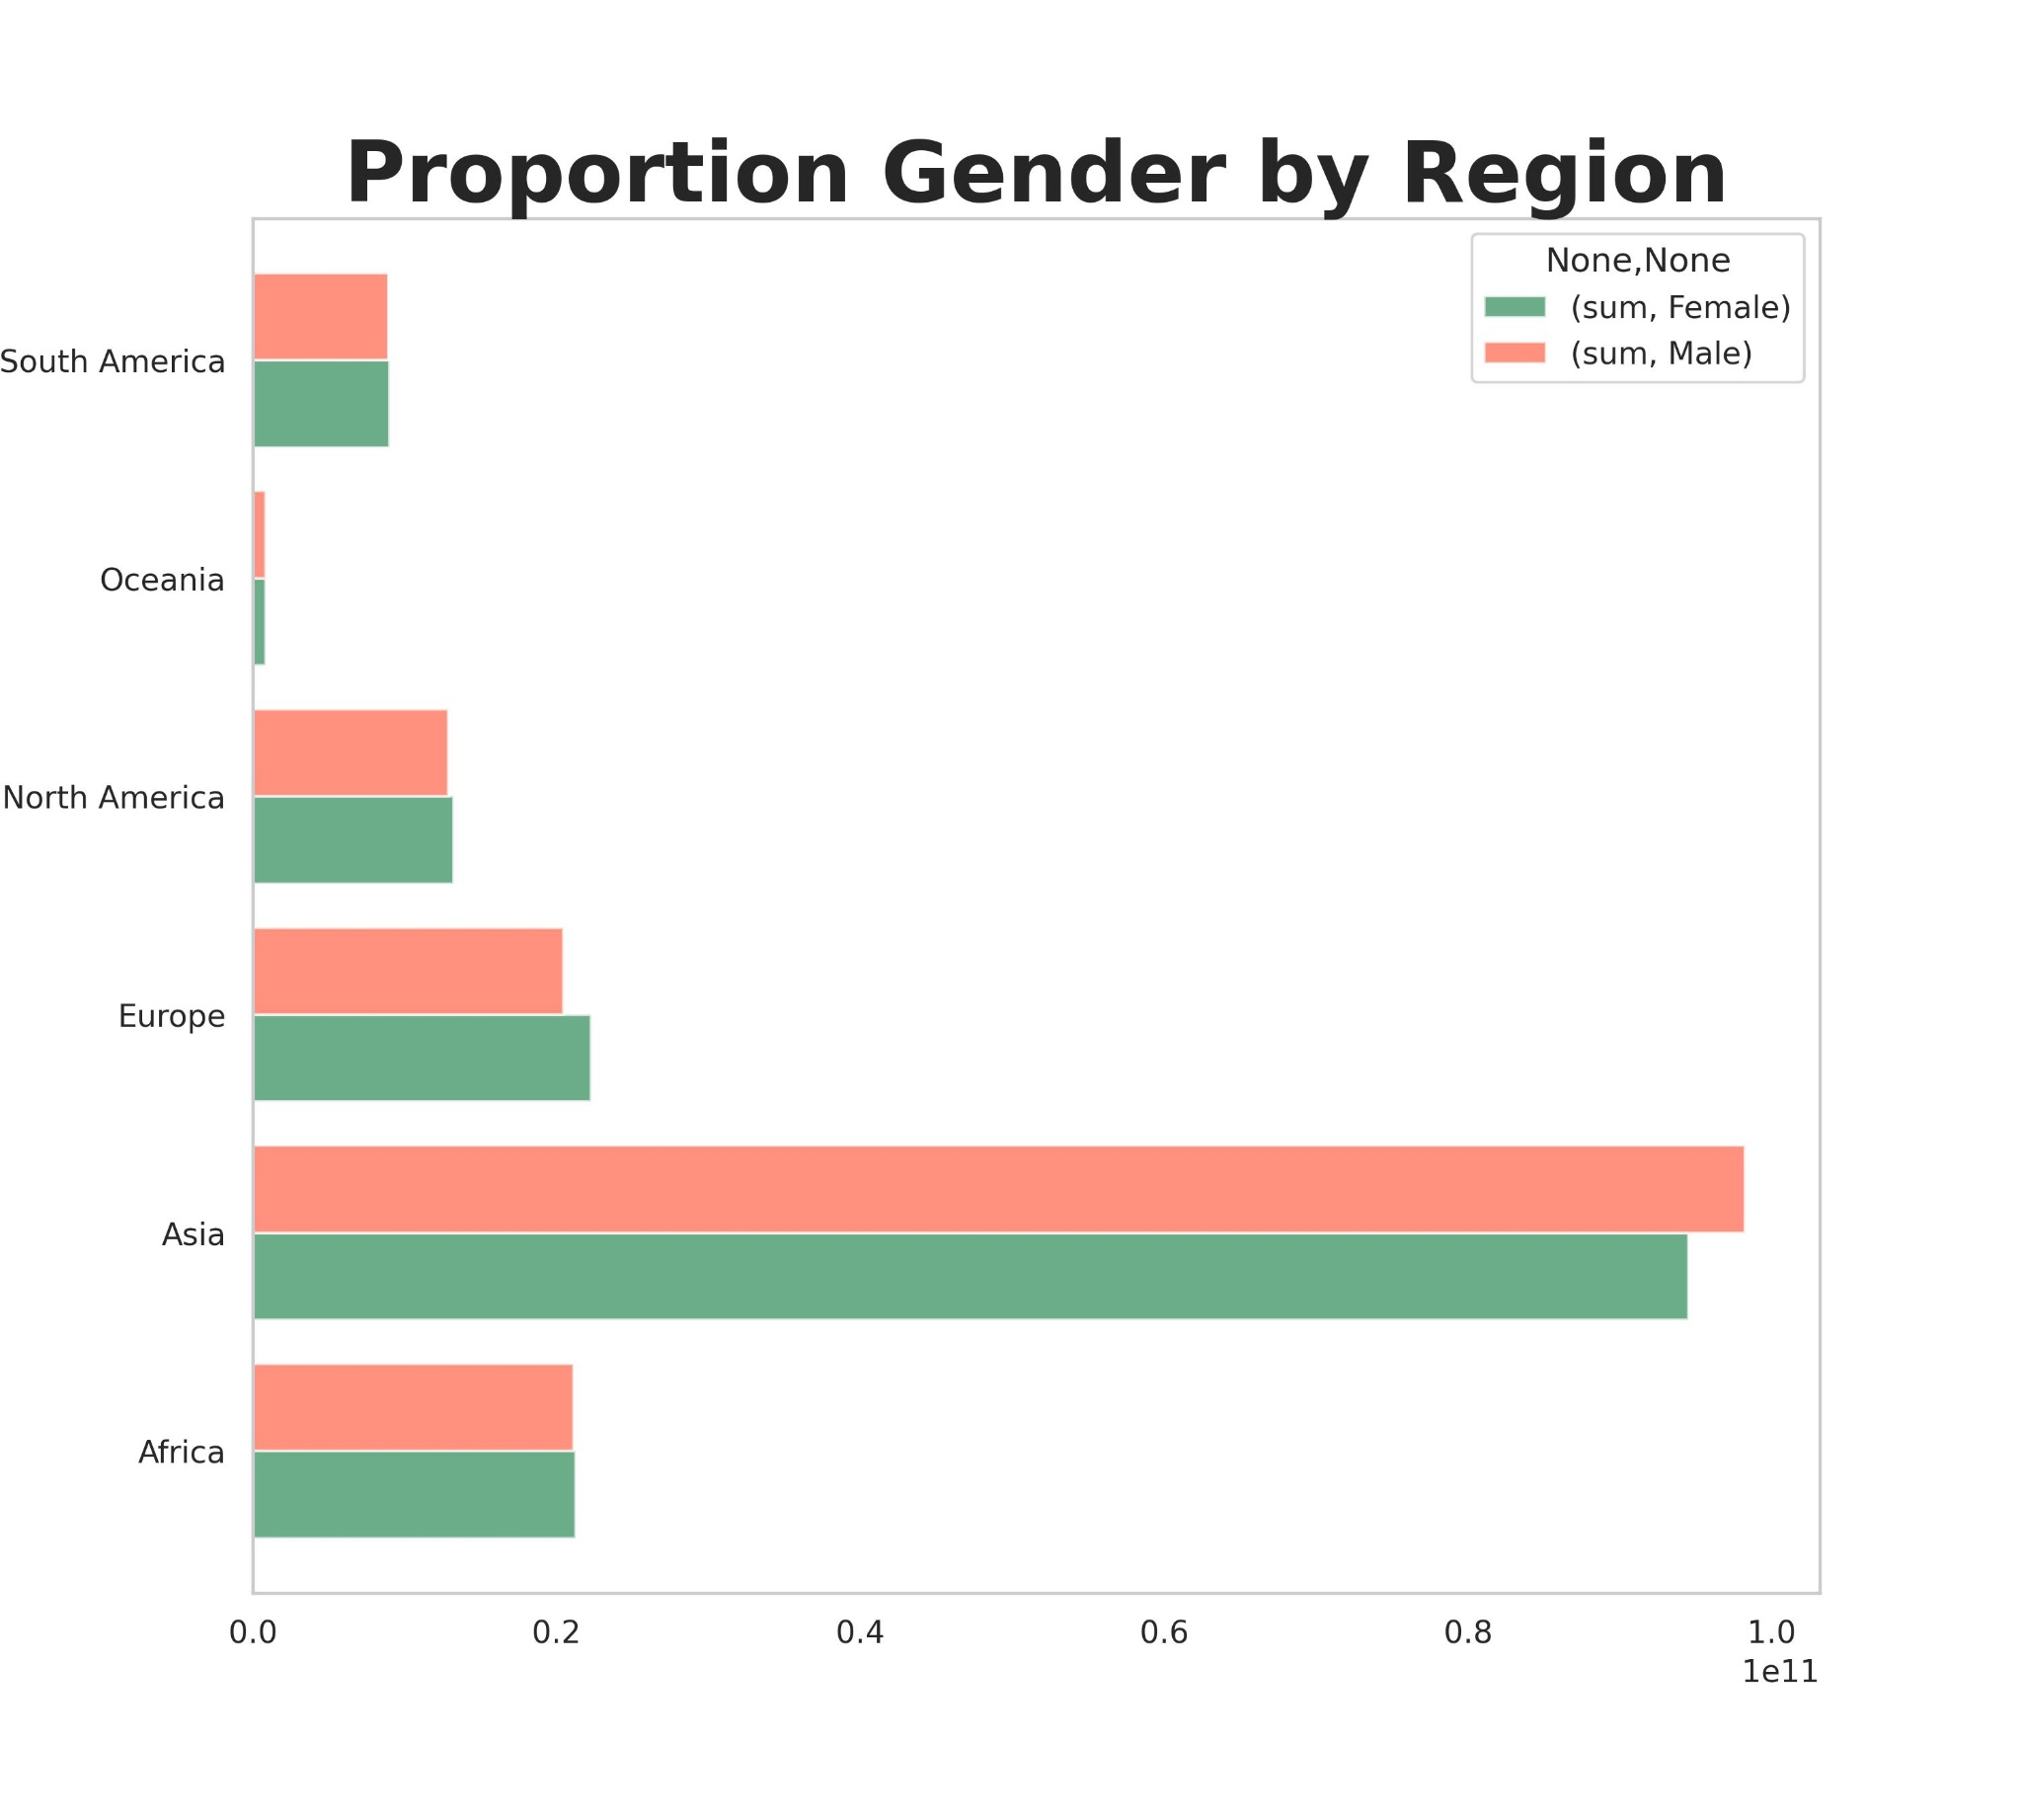 Proportion Gender by Region
None,None
(sum, Female)
(sum, Male)
South America
Oceania
North America
Europe
Asia
Africa
0.0 0.2 0.4 0.6 0.8 1.0
1e11